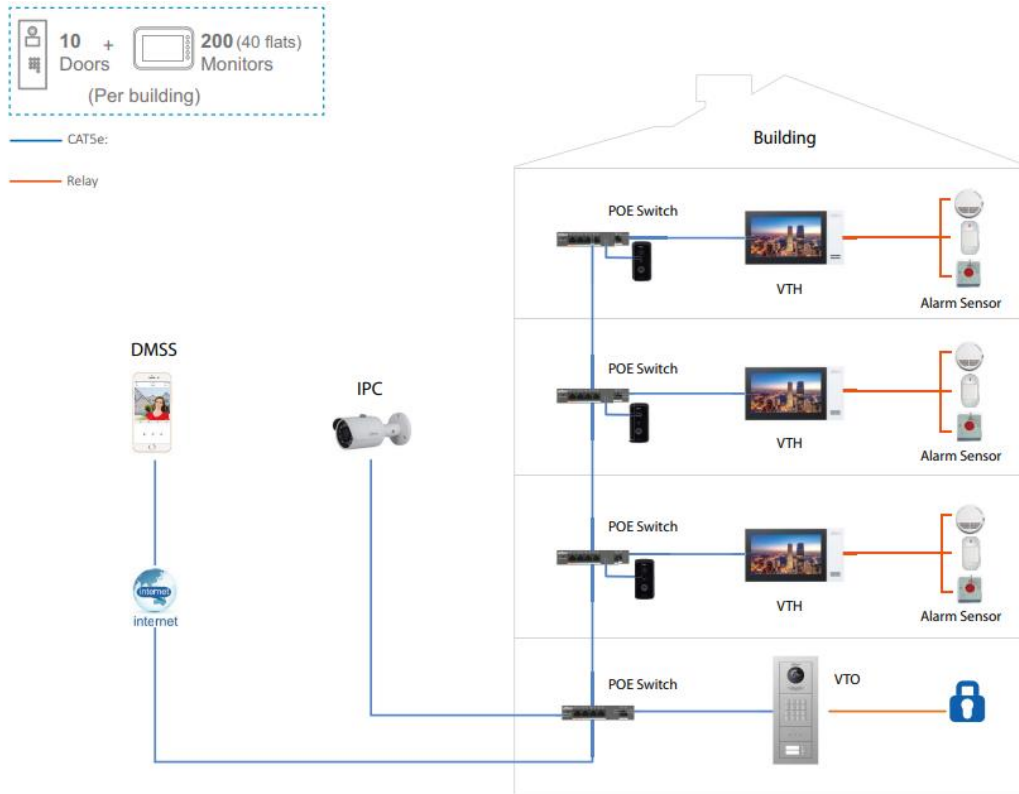 10 + 200 (40 flats)
Doors Monitors
(Per building)
CAT5e:
Relay
Building
POE Switch
VTH
Alarm Sensor
DMSS
IPC
POE Switch
VTH
Alarm Sensor
POE Switch
VTH
Alarm Sensor
internet
internet
POE Switch
VTO